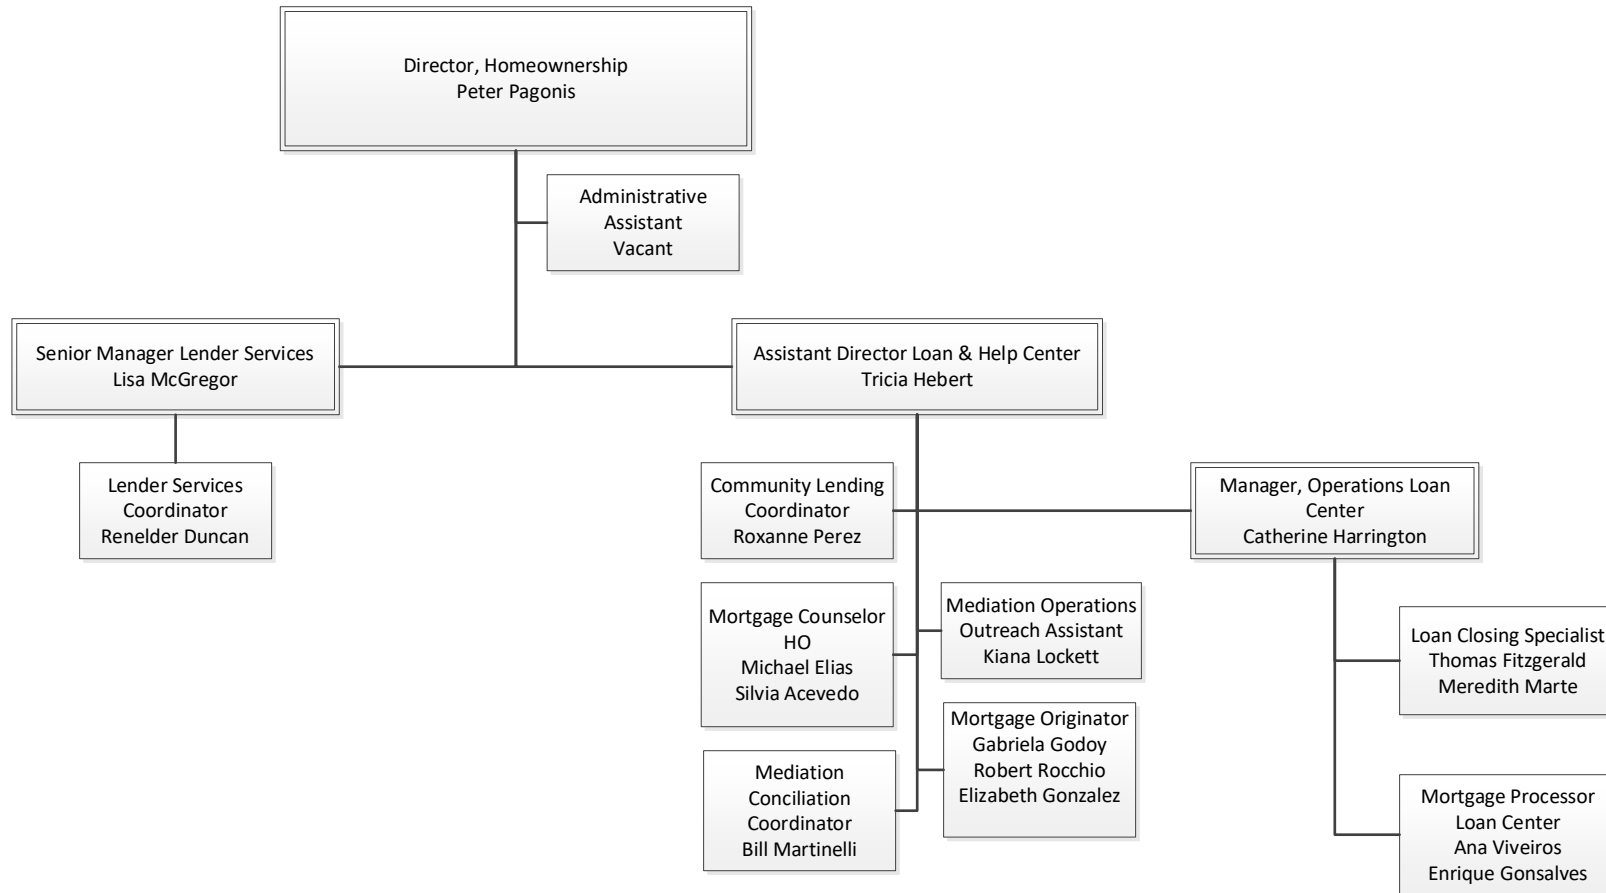 Director, Homeownership
Peter Pagonis
Administrative
Assistant
Vacant
Senior Manager Lender Services
Lisa McGregor
Assistant Director Loan & Help Center
Tricia Hebert
Lender Services
Coordinator
Renelder Duncan
Community Lending
Coordinator
Roxanne Perez
Manager, Operations Loan
Center
Catherine Harrington
Mortgage Counselor
HO
Michael Elias
Silvia Acevedo
Mediation Operations
Outreach Assistant
Kiana Lockett
Loan Closing Specialist
Thomas Fitzgerald
Meredith Marte
Mortgage Originator
Gabriela Godoy
Robert Rocchio
Elizabeth Gonzalez
Mediation
Conciliation
Coordinator
Bill Martinelli
Mortgage Processor
Loan Center
Ana Viveiros
Enrique Gonsalves